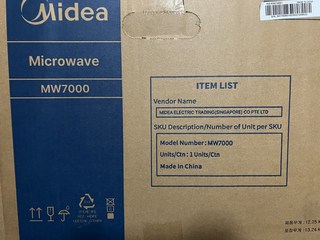 Midea
Microwave
MW7000
ITEM LIST
Vendor Name
MIDEA ELECTRIC TRADING(SINGAPORE) CO PTE LTD
SKU Description/Number of Unit per SKU
Model Number: MW7000
Units/Ctn : 1 Units/Ctn
Made In China